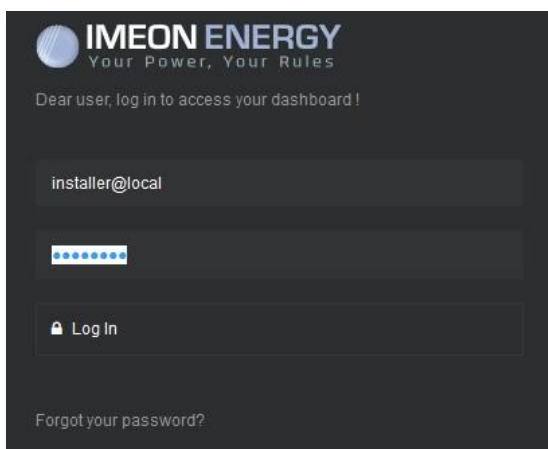 IMEON ENERGY
Your Power, Your Rules
Dear user, log in to access your dashboard !
installer@local
••••••••
Log In
Forgot your password?